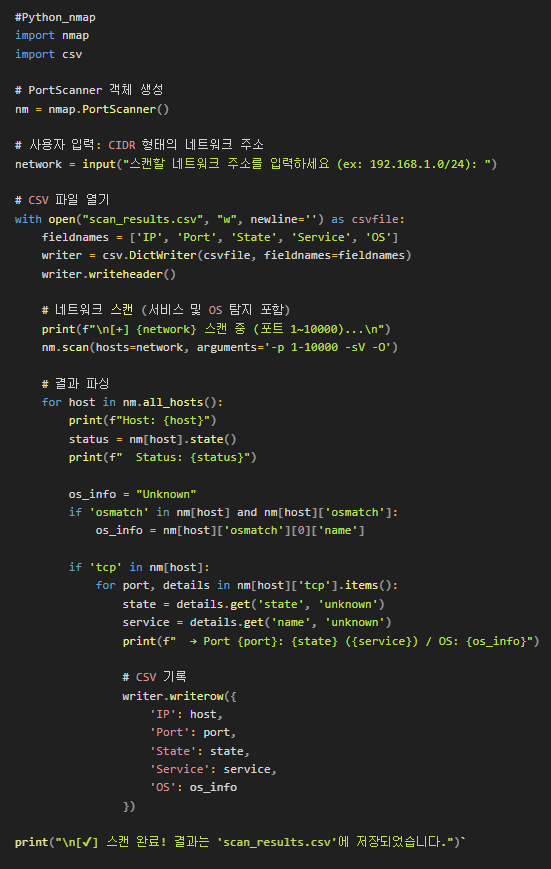 #Python_nmap
import nmap
import csv

# PortScanner 객체 생성
nm = nmap.PortScanner()

# 사용자 입력: CIDR 형태의 네트워크 주소
network = input("스캔할 네트워크 주소를 입력하세요 (ex: 192.168.1.0/24): ")

# CSV 파일 열기
with open("scan_results.csv", "w", newline='') as csvfile:
    fieldnames = ['IP', 'Port', 'State', 'Service', 'OS']
    writer = csv.DictWriter(csvfile, fieldnames=fieldnames)
    writer.writeheader()

    # 네트워크 스캔 (서비스 및 OS 탐지 포함)
    print(f"\n[+] {network} 스캔 중 (포트 1~10000)...\n")
    nm.scan(hosts=network, arguments='-p 1-10000 -sV -O')

    # 결과 파싱
    for host in nm.all_hosts():
        print(f"Host: {host}")
        status = nm[host].state()
        print(f"  Status: {status}")

        os_info = "Unknown"
        if 'osmatch' in nm[host] and nm[host]['osmatch']:
            os_info = nm[host]['osmatch'][0]['name']

        if 'tcp' in nm[host]:
            for port, details in nm[host]['tcp'].items():
                state = details.get('state', 'unknown')
                service = details.get('name', 'unknown')
                print(f"  → Port {port}: {state} ({service}) / OS: {os_info}")

                # CSV 기록
                writer.writerow({
                    'IP': host,
                    'Port': port,
                    'State': state,
                    'Service': service,
                    'OS': os_info
                })

print("\n[✔] 스캔 완료! 결과는 'scan_results.csv'에 저장되었습니다.")`